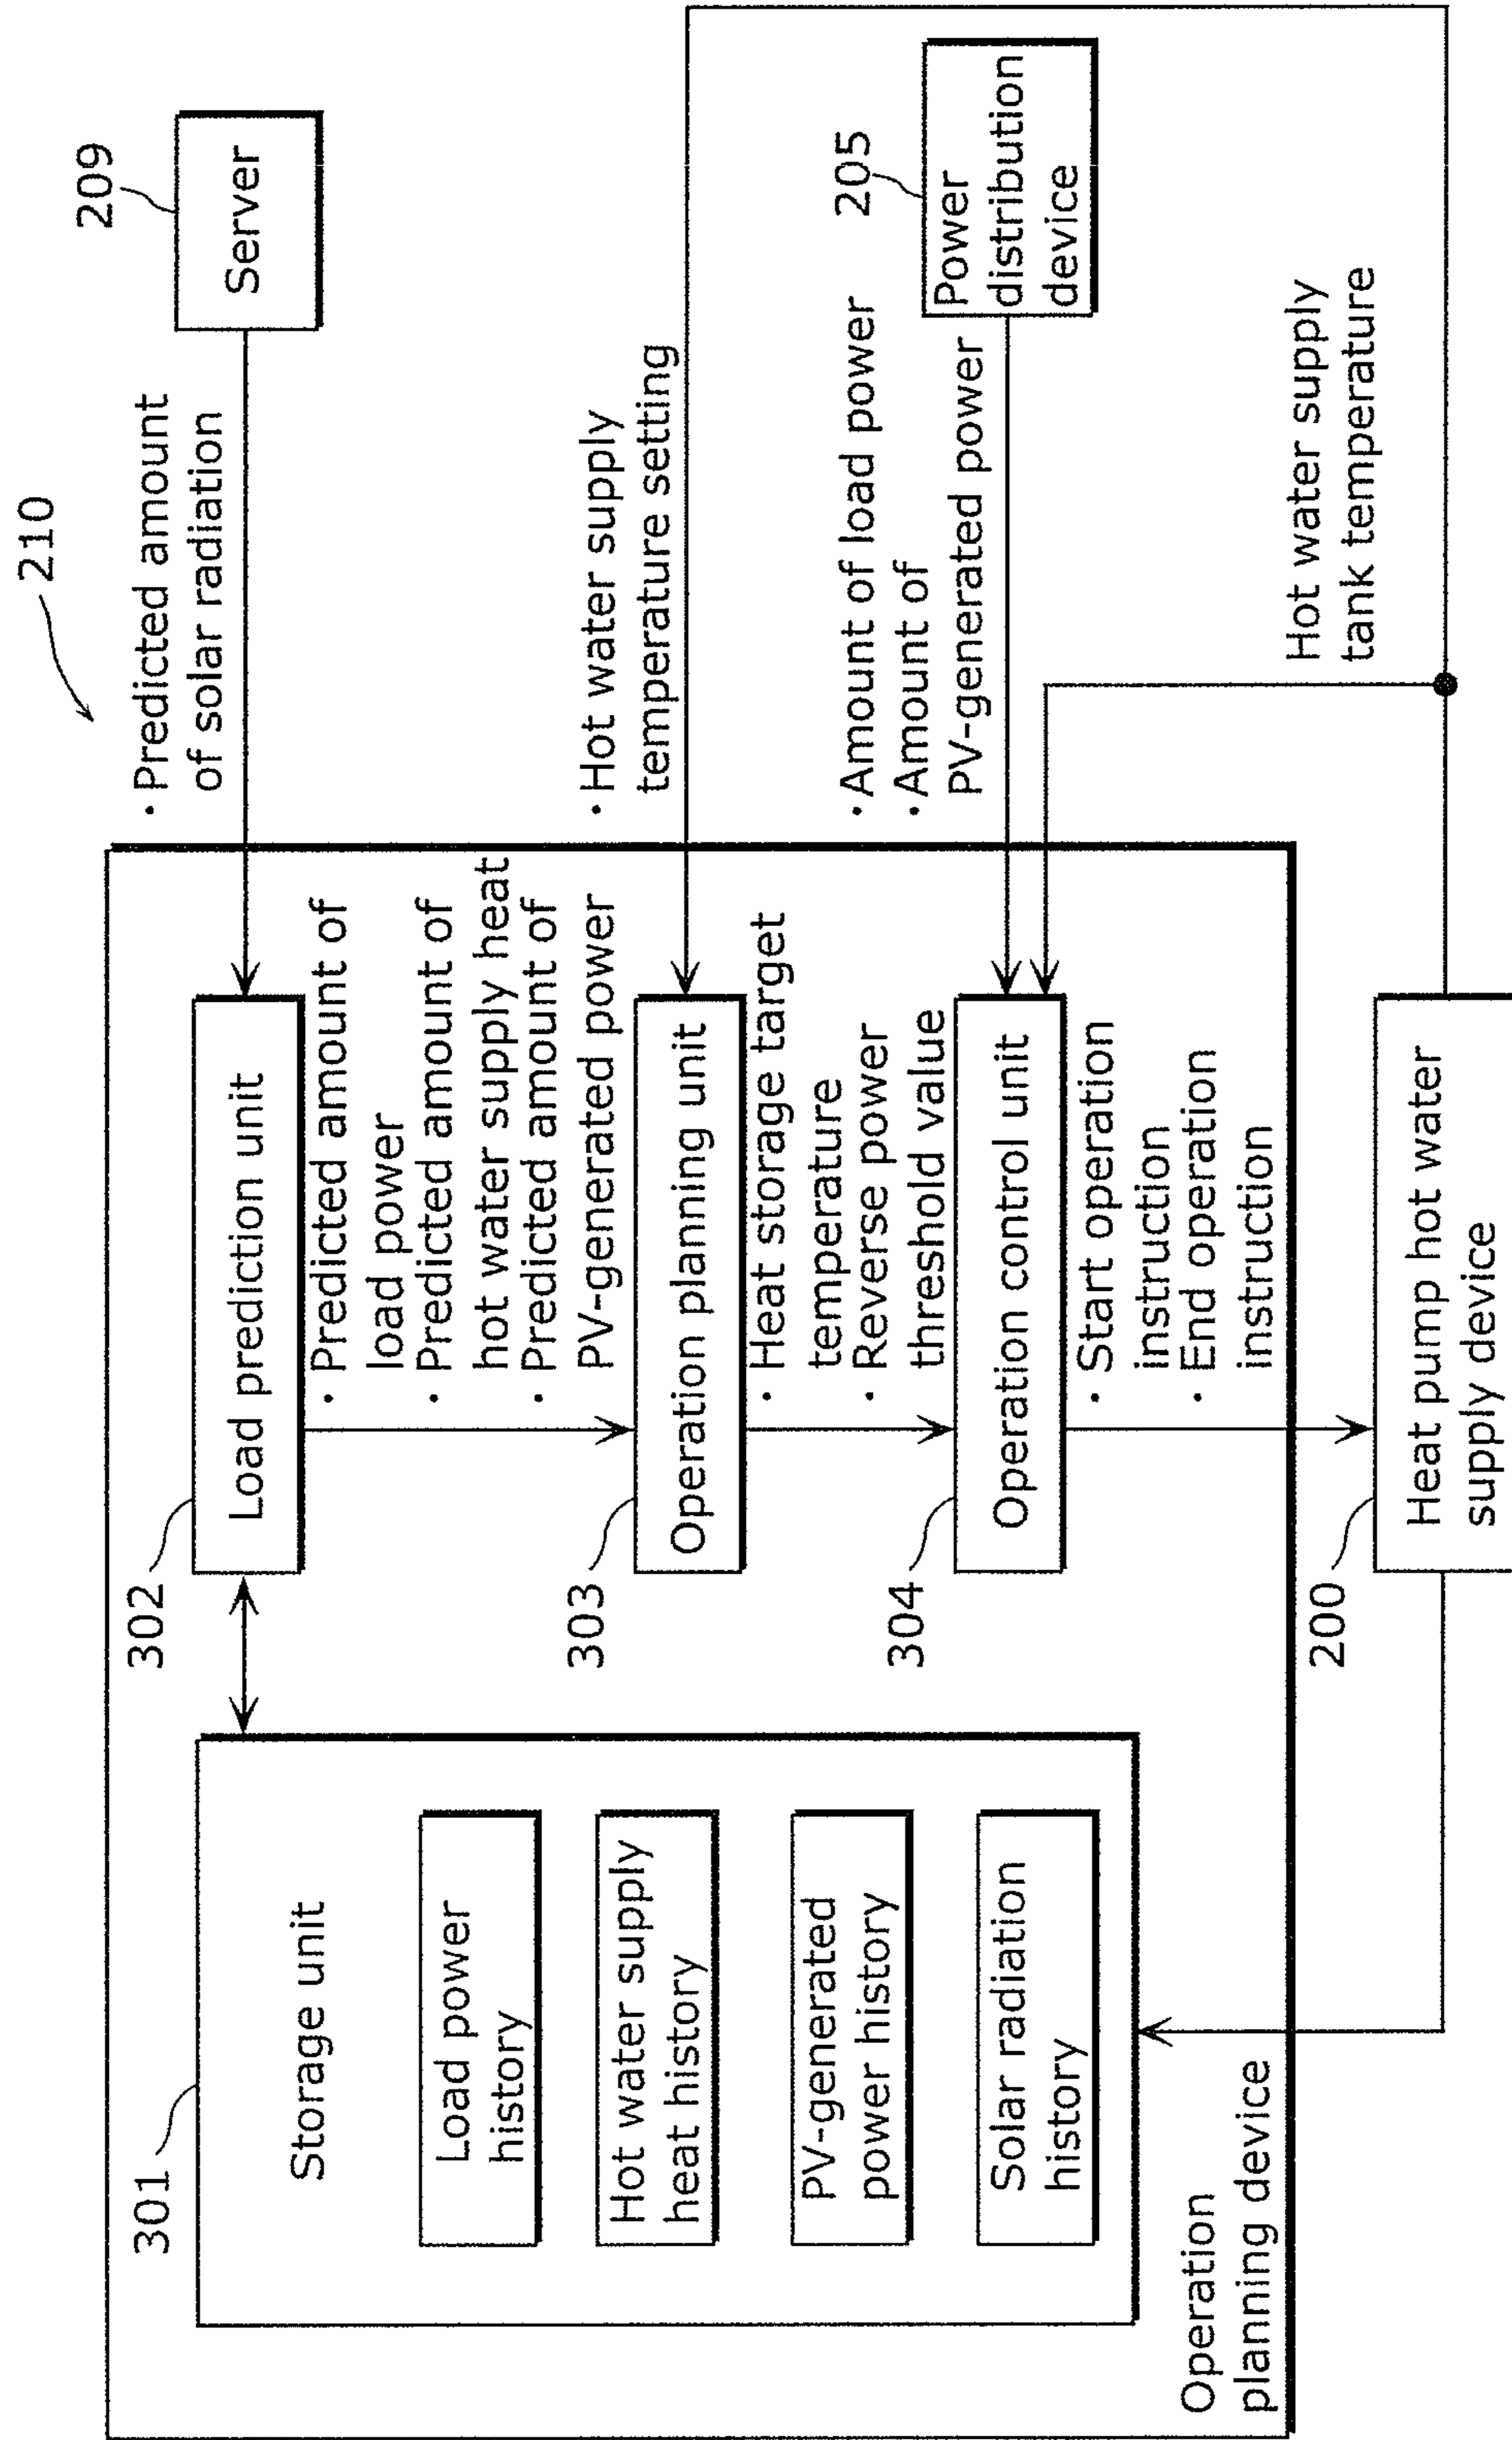 210
209
Server
· Predicted amount
of solar radiation
301
Storage unit
Load power
history
Hot water supply
heat history
PV-generated
power history
Solar radiation
history
Operation
planning device
302
Load prediction unit
· Predicted amount of
load power
· Predicted amount of
hot water supply heat
· Predicted amount of
PV-generated power
303
Operation planning unit
· Hot water supply
temperature setting
· Heat storage target
temperature
· Reverse power
threshold value
304
Operation control unit
· Amount of load power
· Amount of
PV-generated power
205
Power
distribution
device
· Start operation
instruction
· End operation
instruction
Hot water supply
tank temperature
200
Heat pump hot water
supply device